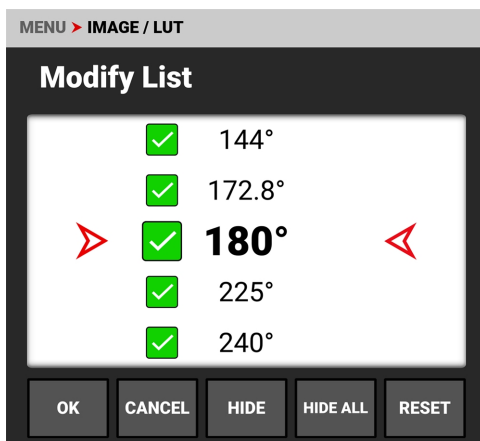 MENU ➤ IMAGE / LUT
Modify List
144°
172.8°
180°
225°
240°
OK CANCEL HIDE HIDE ALL RESET